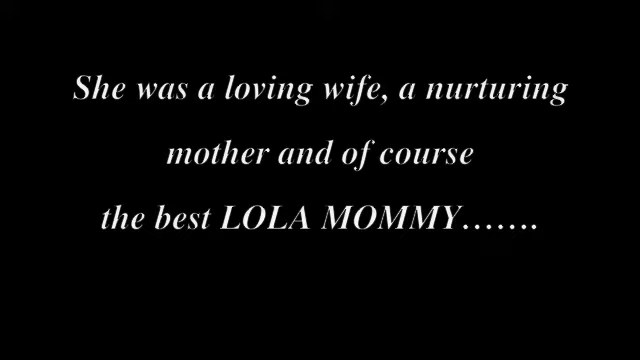 She was a loving wife, a nurturing
mother and of course
the best LOLA MOMMY…….